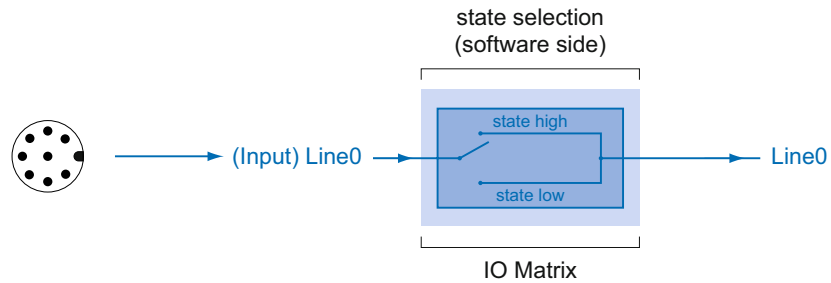 state selection
(software side)
state high
(Input) Line0
Line0
state low
IO Matrix